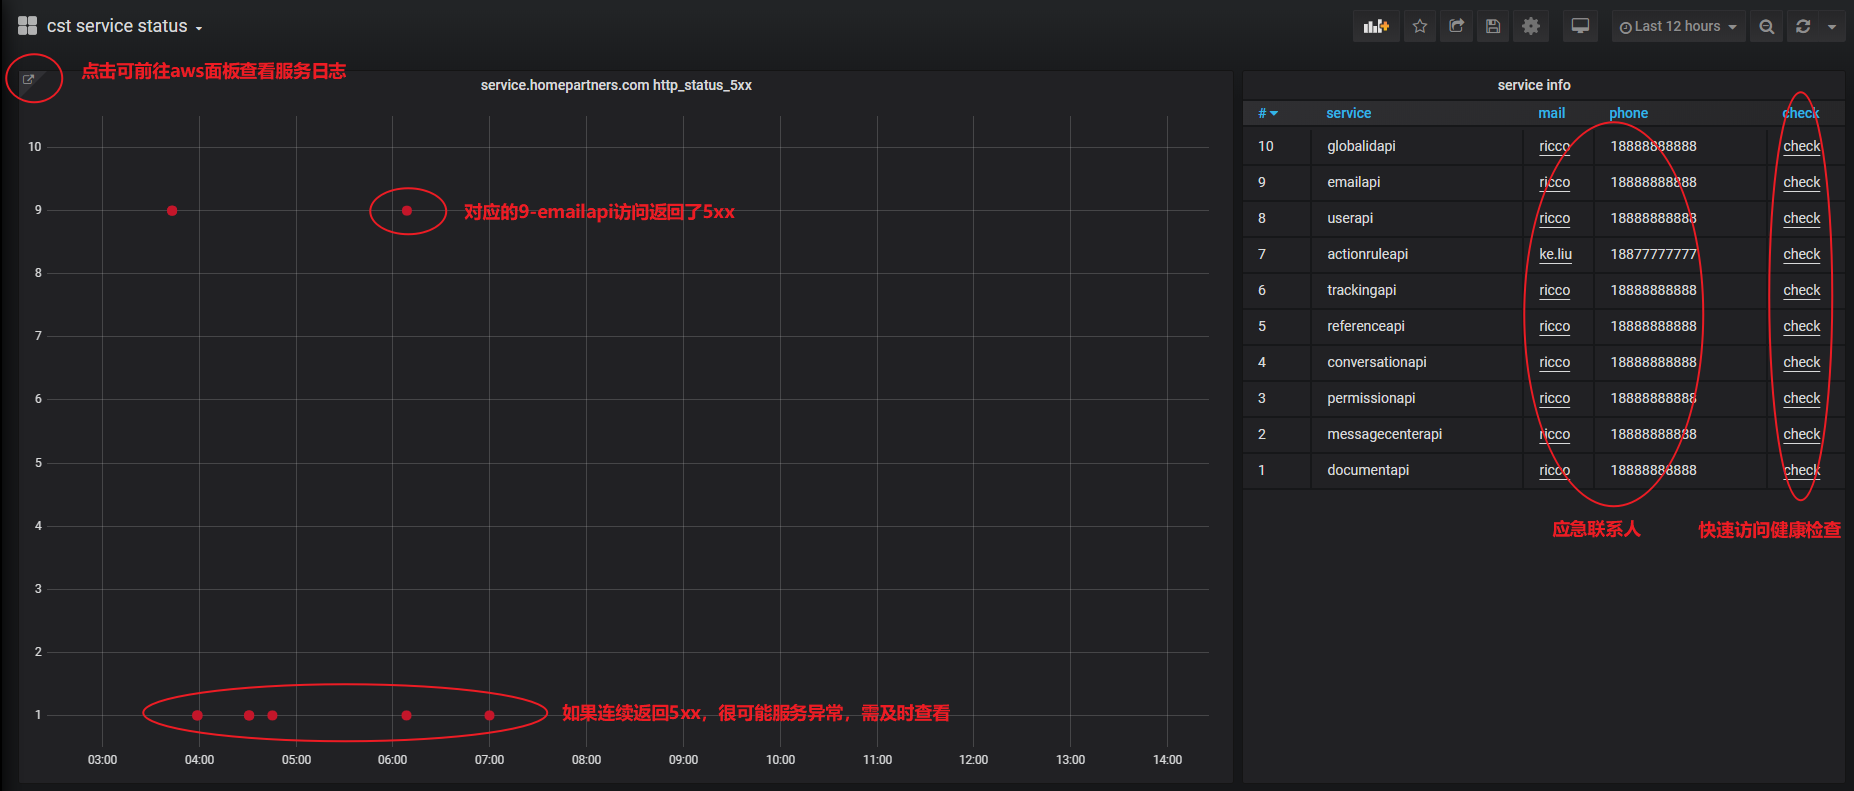 cst service status
Last 12 hours
点击可前往aws面板查看服务日志
service.homepartners.com http_status_5xx
10
9
8
7
6
5
4
3
2
1
03:00 04:00 05:00 06:00 07:00 08:00 09:00 10:00 11:00 12:00 13:00 14:00
对应的9-emailapi访问返回了5xx
如果连续返回5xx，很可能服务异常，需及时查看
service info
# service mail phone check
10 globalidapi ricco 18888888888 check
9 emailapi ricco 18888888888 check
8 userapi ricco 18888888888 check
7 actionruleapi ke.liu 18877777777 check
6 trackingapi ricco 18888888888 check
5 referenceapi ricco 18888888888 check
4 conversationapi ricco 18888888888 check
3 permissionapi ricco 18888888888 check
2 messagecenterapi ricco 18888888888 check
1 documentapi ricco 18888888888 check
应急联系人
快速访问健康检查